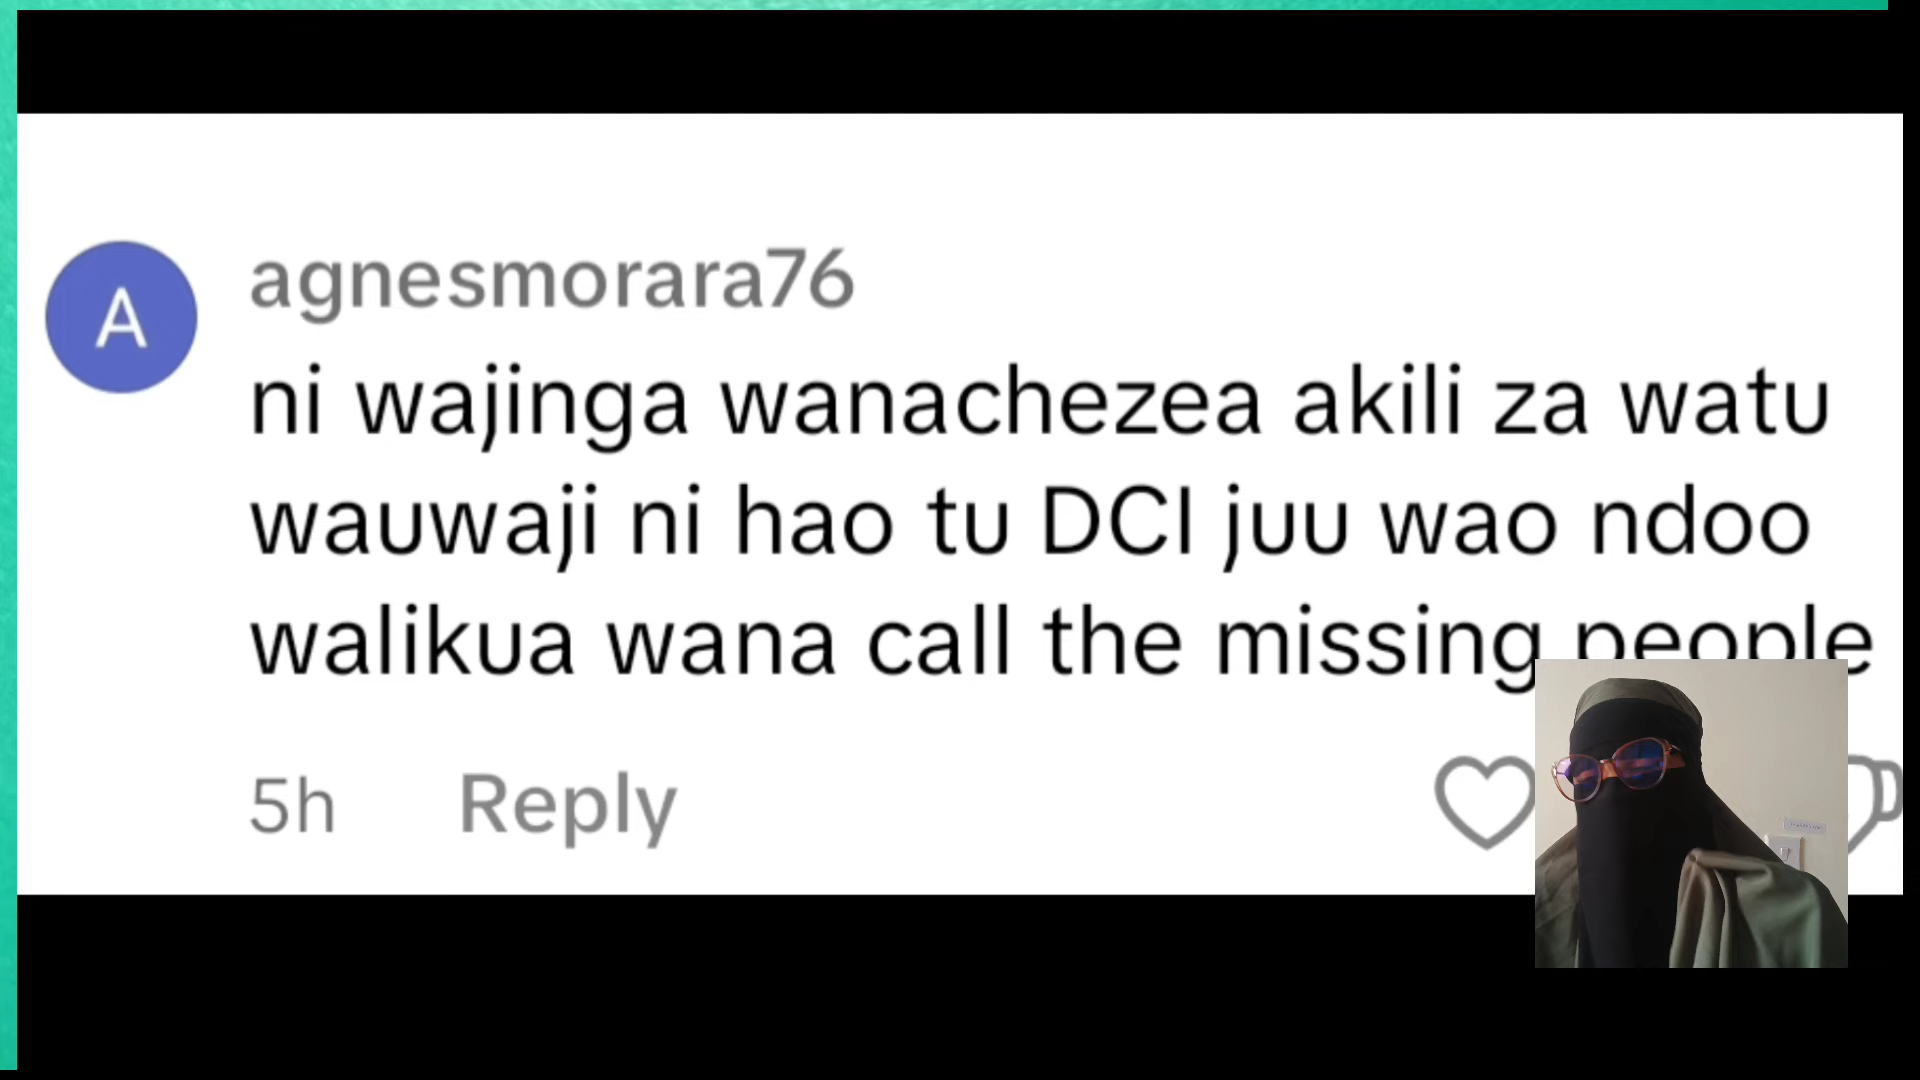 A
agnesmorara76
ni wajinga wanachezea akili za watu
wauwaji ni hao tu DCI juu wao ndoo
walikua wana call the missing people
5h Reply